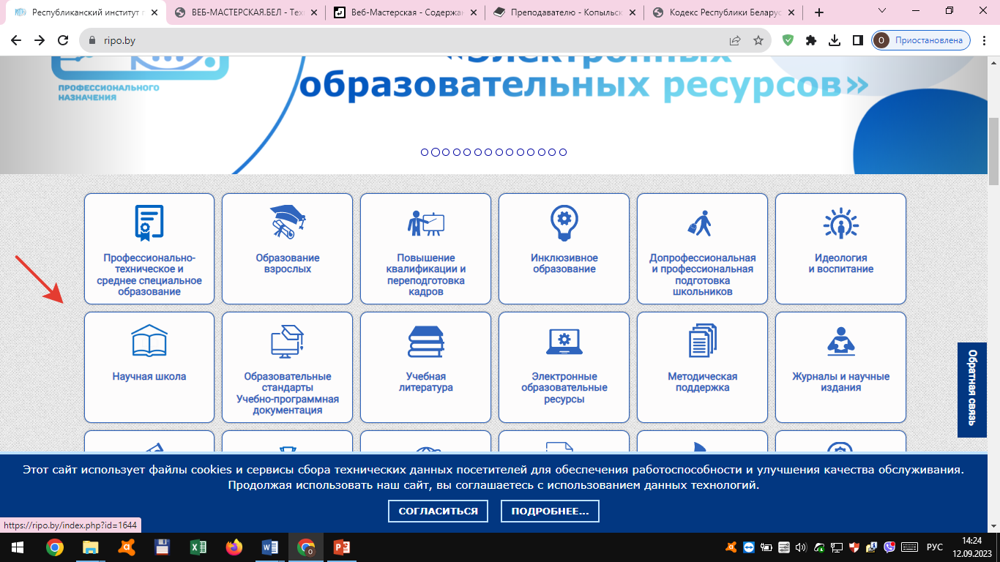 Республиканский институт п
ВЕБ-МАСТЕРСКАЯ.БЕЛ - Тех
Веб-Мастерская - Содержан
Преподавателю - Копыльск
Кодекс Республики Беларус
ripo.by
О
Приостановлена
«Электронных
образовательных ресурсов»
ПРОФЕССИОНАЛЬНОГО
НАЗНАЧЕНИЯ
Профессионально-
техническое и
среднее специальное
образование
Образование
взрослых
Повышение
квалификации и
переподготовка
кадров
Инклюзивное
образование
Допрофессиональная
и профессиональная
подготовка
школьников
Идеология
и воспитание
Научная школа
Образовательные
стандарты
Учебно-программная
документация
Учебная
литература
Электронные
образовательные
ресурсы
Методическая
поддержка
Журналы и научные
издания
Обратная связь
Этот сайт использует файлы cookies и сервисы сбора технических данных посетителей для обеспечения работоспособности и улучшения качества обслуживания.
Продолжая использовать наш сайт, вы соглашаетесь с использованием данных технологий.
СОГЛАСИТЬСЯ
ПОДРОБНЕЕ...
https://ripo.by/index.php?id=1644
РУС
14:24
12.09.2023